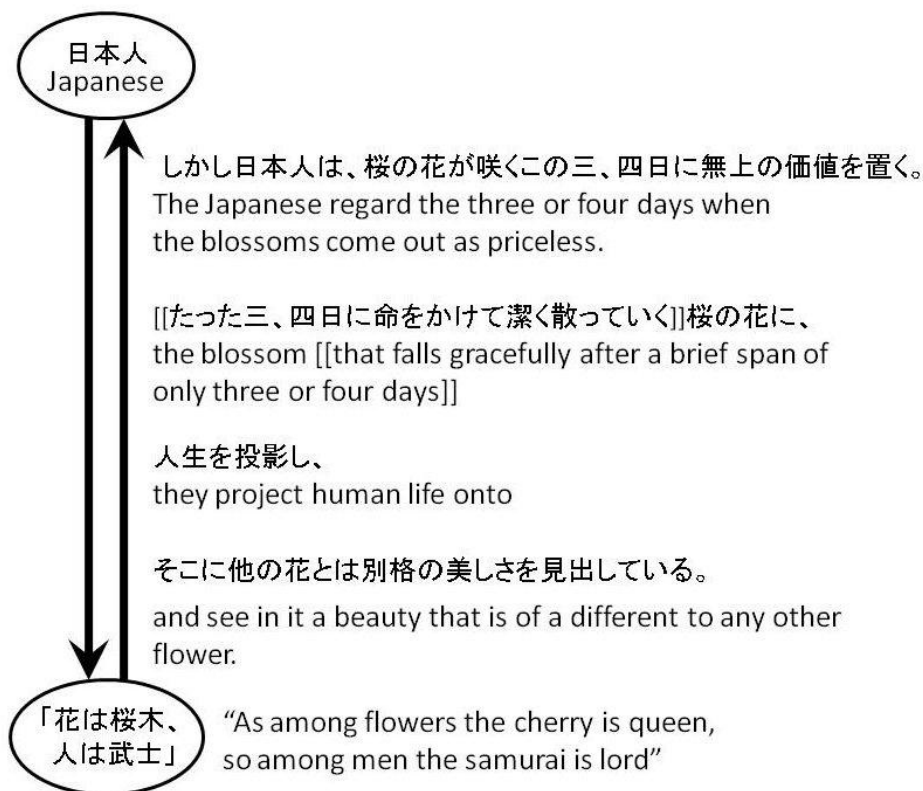 日本人
Japanese
しかし日本人は、桜の花が咲くこの三、四日に無上の価値を置く。
The Japanese regard the three or four days when
the blossoms come out as priceless.
[[たった三、四日に命をかけて潔く散っていく]]桜の花に、
the blossom [[that falls gracefully after a brief span of
only three or four days]]
人生を投影し、
they project human life onto
そこに他の花とは別格の美しさを見出している。
and see in it a beauty that is of a different to any other
flower.
「花は桜木、
人は武士」
“As among flowers the cherry is queen,
so among men the samurai is lord”